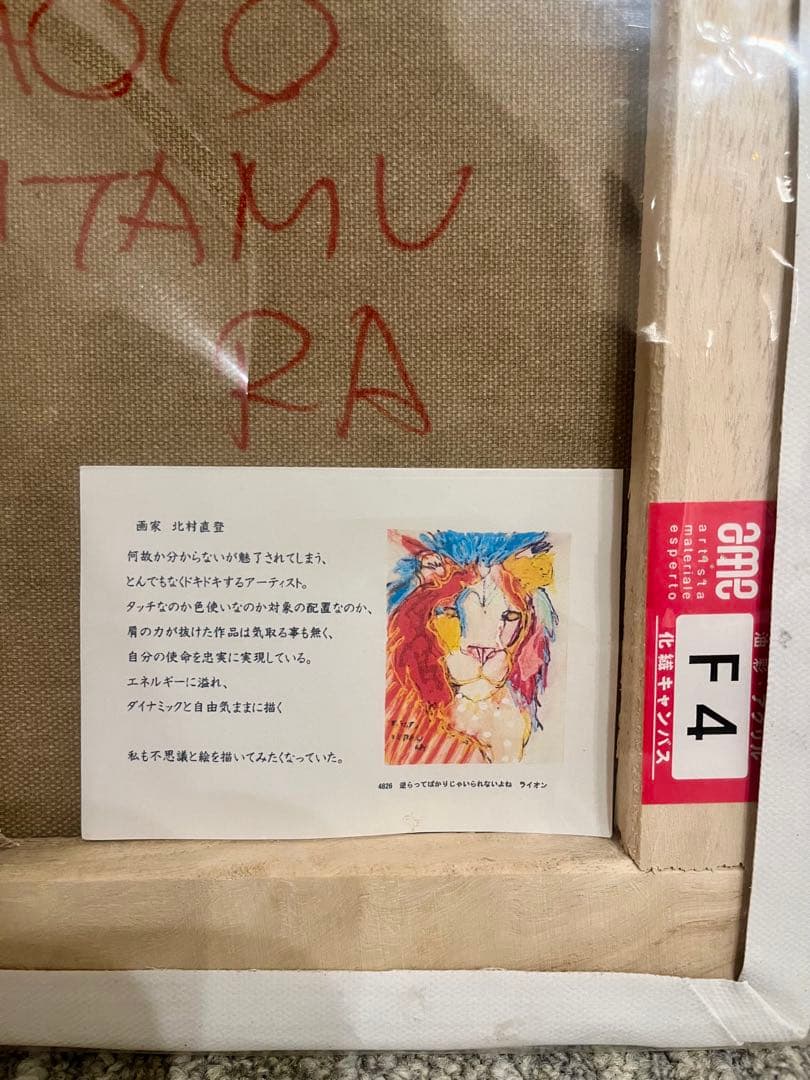 AOCO
ITAMU
RA
画家 北村直登
何故か分からないが魅了されてしまう、
とんでもなくドキドキするアーティスト。
タッチなのか色使いなのか対象の配置なのか、
肩の力が抜けた作品は気取る事も無く、
自分の使命を忠実に実現している。
エネルギーに溢れ、
ダイナミックと自由気ままに描く
私も不思議と絵を描いてみたくなっていた。
4826 塗らってばかりじゃいられないよね ライオン
ame
artista
materiale
esperto
F4
化繊キャンバス